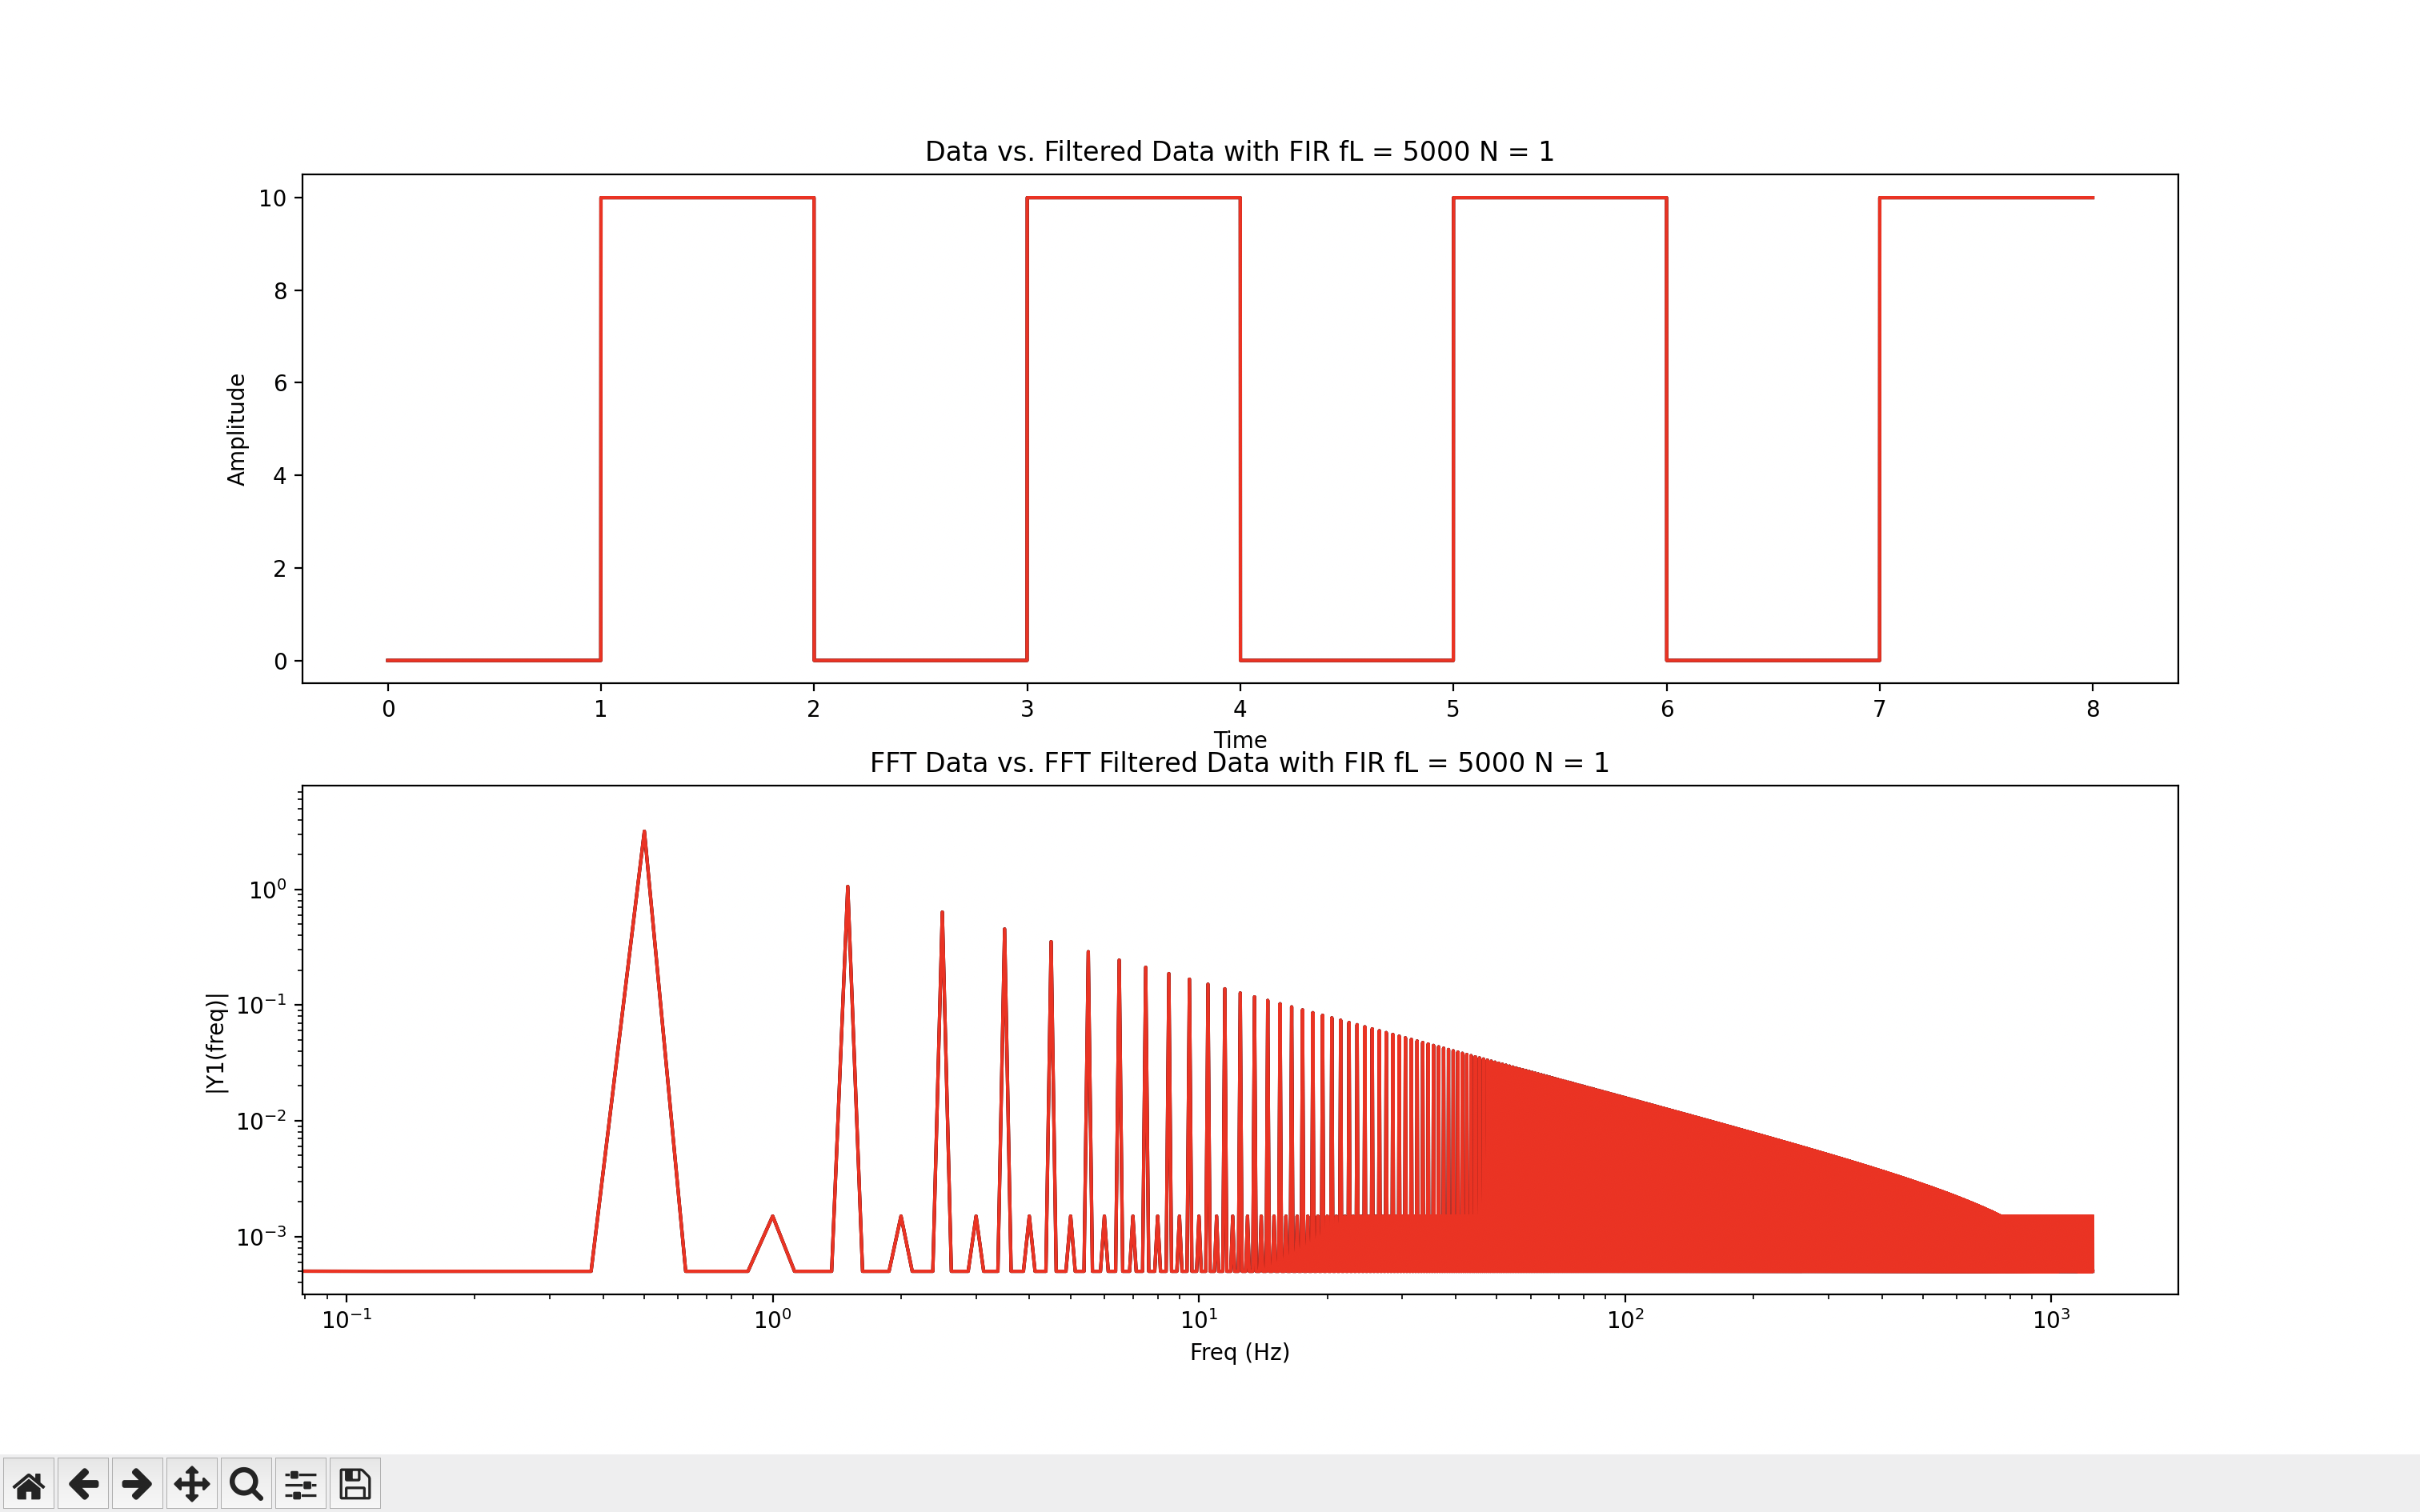 Data vs. Filtered Data with FIR fL = 5000 N = 1
10
8
6
4
2
0
Amplitude
0 1 2 3 4 5 6 7 8
Time
FFT Data vs. FFT Filtered Data with FIR fL = 5000 N = 1
10⁰
10⁻¹
10⁻²
10⁻³
|Y1(freq)|
10⁻¹ 10⁰ 10¹ 10² 10³
Freq (Hz)